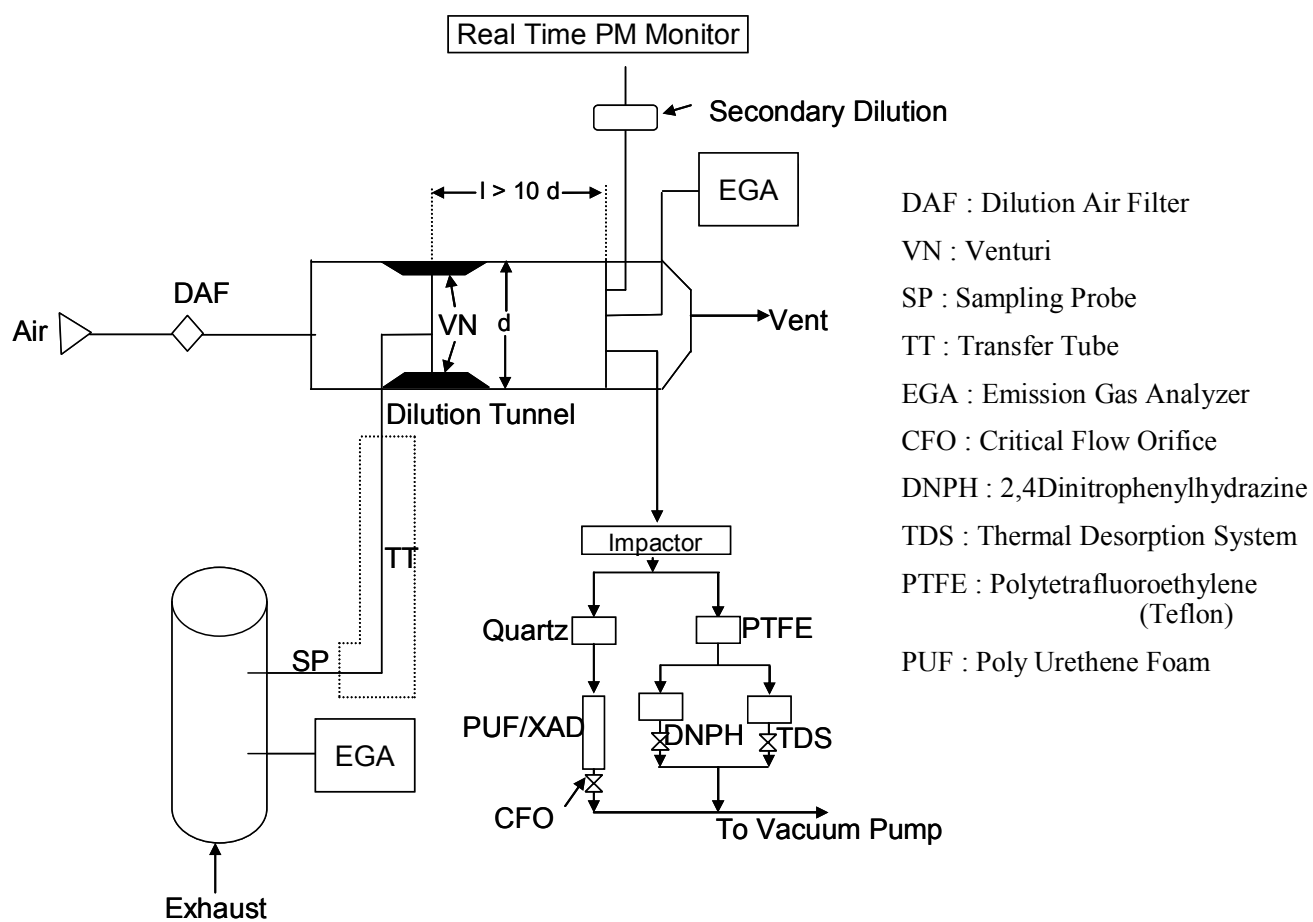 Real Time PM Monitor
Secondary Dilution
l > 10 d
EGA
DAF
Air
VN
d
Vent
Dilution Tunnel
TT
SP
EGA
Exhaust
Impactor
Quartz
PTFE
PUF/XAD
DNPH
TDS
CFO
To Vacuum Pump
DAF : Dilution Air Filter
VN : Venturi
SP : Sampling Probe
TT : Transfer Tube
EGA : Emission Gas Analyzer
CFO : Critical Flow Orifice
DNPH : 2,4Dinitrophenylhydrazine
TDS : Thermal Desorption System
PTFE : Polytetrafluoroethylene
(Teflon)
PUF : Poly Urethene Foam